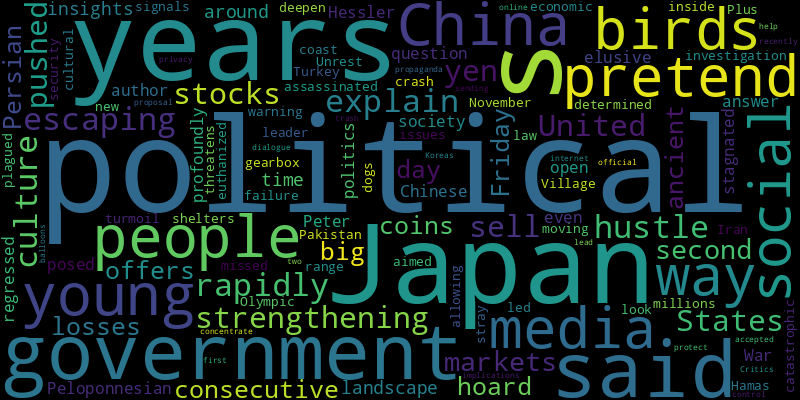 insights signals around deepen Hessler China birds inside economic online
Persian pushed years cultural security privacy author coast Unrest Turkey assassinated question yen s elusive Plus investigation
stocks explain crash November pretend determined answer
plagued new escaping warning leader society issues law United ancient stagnated
culture profoundly threatens euthanized dialogue gearbox time failure politics dogs day Chinese Friday Koreas open Village internet official social
political
regressed balloons turmoil shelters Peter Pakistan two coins sell even moving lead hustle Iran
people posed offers missed big range aimed second way
young rapidly Olympic Japan allowing stray led look millions States catastrophic
losses strengthening concentrate media
government first markets said War accepted protect Critics Hamas
Peloponnesian consecutive landscape implications hoard control
propaganda sending recently help proposal trash